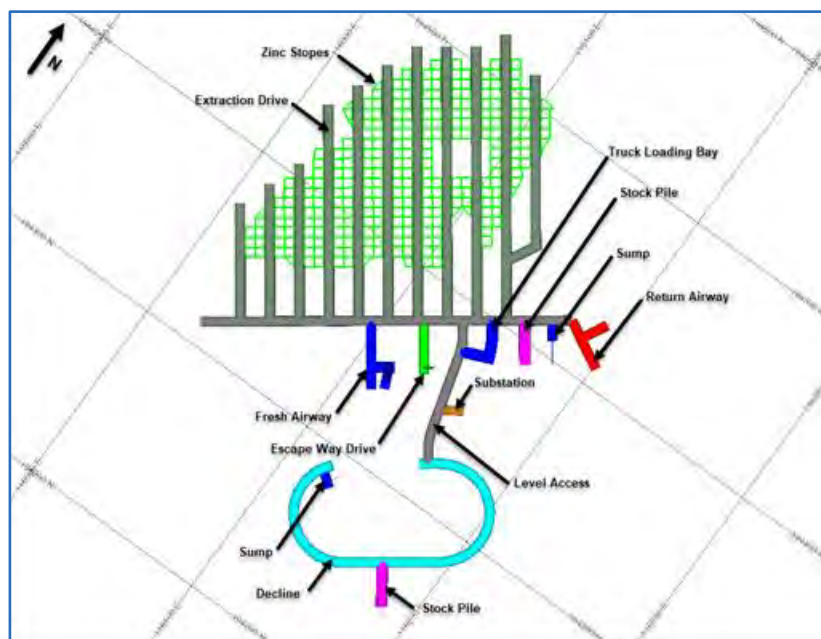 N
Zinc Stopes
Extraction Drive
Truck Loading Bay
Stock Pile
Sump
Return Airway
Substation
Fresh Airway
Escape Way Drive
Level Access
Sump
Decline
Stock Pile